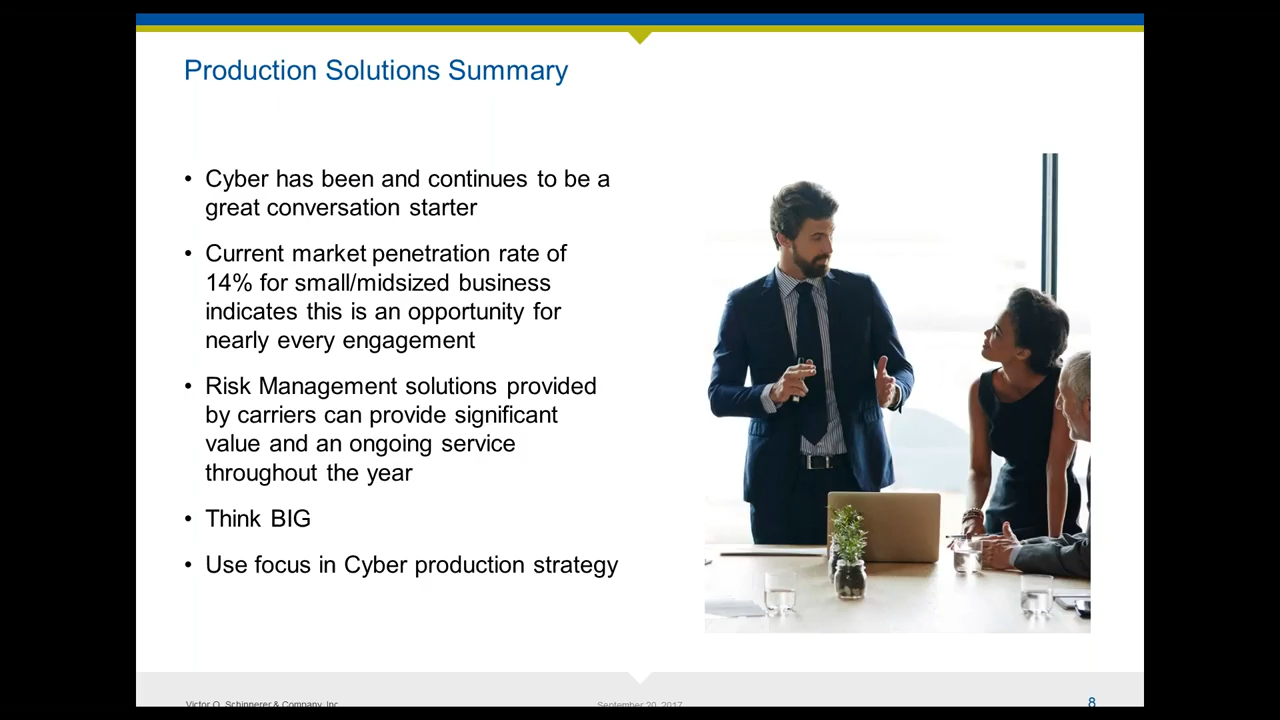 Production Solutions Summary
• Cyber has been and continues to be a
great conversation starter
• Current market penetration rate of
14% for small/midsized business
indicates this is an opportunity for
nearly every engagement
• Risk Management solutions provided
by carriers can provide significant
value and an ongoing service
throughout the year
• Think BIG
• Use focus in Cyber production strategy
Victor O. Schinnerer & Company, Inc.
September 20, 2017
8